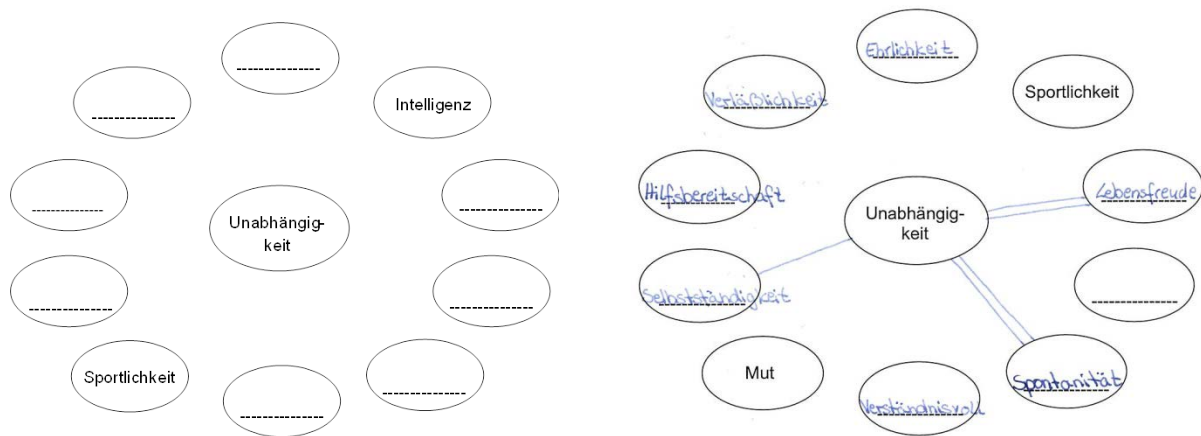 Intelligenz
Unabhängig-
keit
Sportlichkeit
Ehrlichkeit
Verläßlichkeit
Sportlichkeit
Hilfsbereitschaft
Lebensfreude
Unabhängig-
keit
Selbstständigkeit
Mut
Spontanität
Verständnisvoll